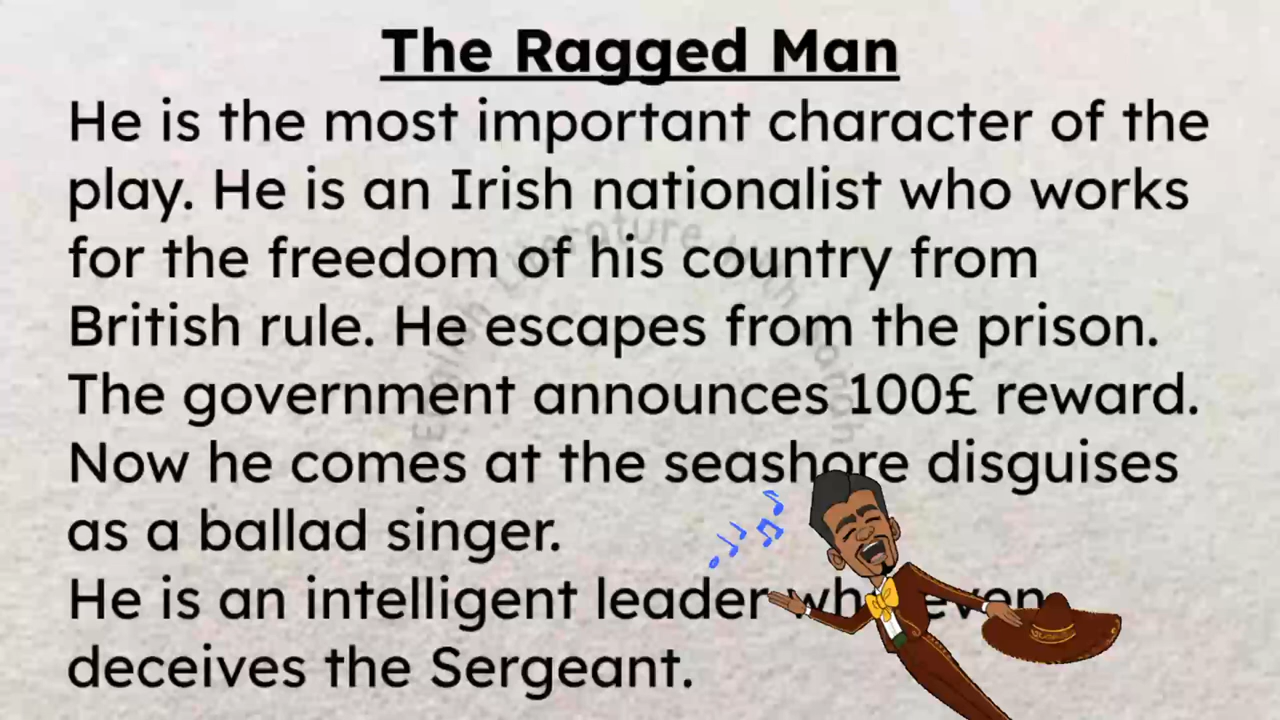 The Ragged Man
He is the most important character of the
play. He is an Irish nationalist who works
for the freedom of his country from
British rule. He escapes from the prison.
The government announces 100£ reward.
Now he comes at the seashore disguises
as a ballad singer.
He is an intelligent leader who even
deceives the Sergeant.